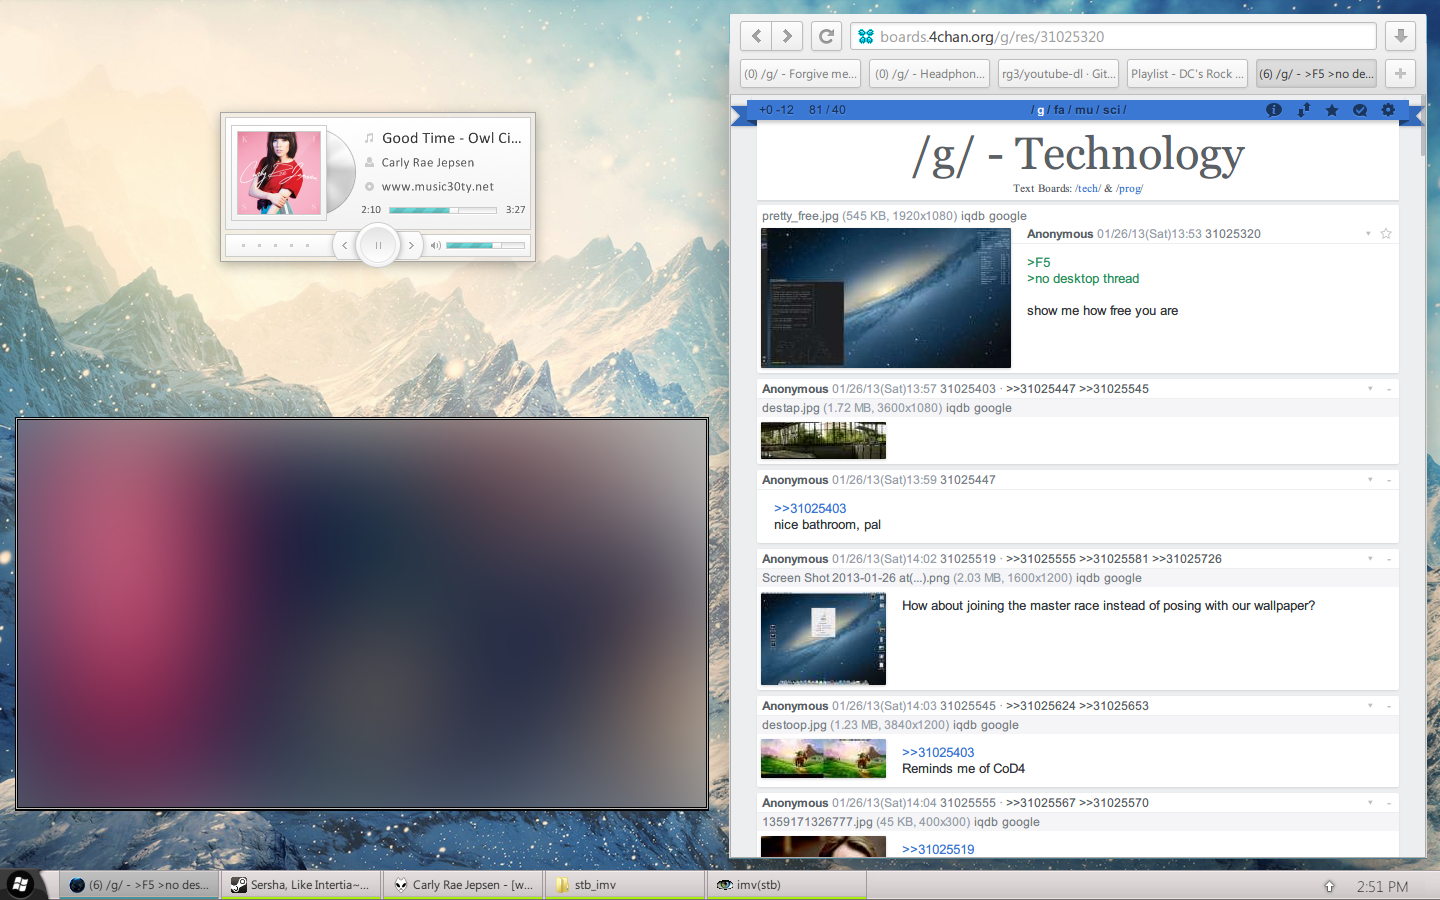 Good Time - Owl Ci...
Carly Rae Jepsen
www.music30ty.net
2:10
3:27
boards.4chan.org/g/res/31025320
(0) /g/ - Forgive me...
(0) /g/ - Headphon...
rg3/youtube-dl · Git...
Playlist - DC's Rock ...
(6) /g/ - >F5 >no de...
+0 -12 81 / 40
/ g / fa / mu / sci /
/g/ - Technology
Text Boards: /tech/ & /prog/
pretty_free.jpg (545 KB, 1920x1080) iqdb google
Anonymous 01/26/13(Sat)13:53 31025320
>F5
>no desktop thread
show me how free you are
Anonymous 01/26/13(Sat)13:57 31025403 · >>31025447 >>31025545
destap.jpg (1.72 MB, 3600x1080) iqdb google
Anonymous 01/26/13(Sat)13:59 31025447
>>31025403
nice bathroom, pal
Anonymous 01/26/13(Sat)14:02 31025519 · >>31025555 >>31025581 >>31025726
Screen Shot 2013-01-26 at(...).png (2.03 MB, 1600x1200) iqdb google
How about joining the master race instead of posing with our wallpaper?
Anonymous 01/26/13(Sat)14:03 31025545 · >>31025624 >>31025653
destoop.jpg (1.23 MB, 3840x1200) iqdb google
>>31025403
Reminds me of CoD4
Anonymous 01/26/13(Sat)14:04 31025555 · >>31025567 >>31025570
1359171326777.jpg (45 KB, 400x300) iqdb google
>>31025519
(6) /g/ - >F5 >no des...
Sersha, Like Intertia~...
Carly Rae Jepsen - [w...
stb_imv
imv(stb)
2:51 PM